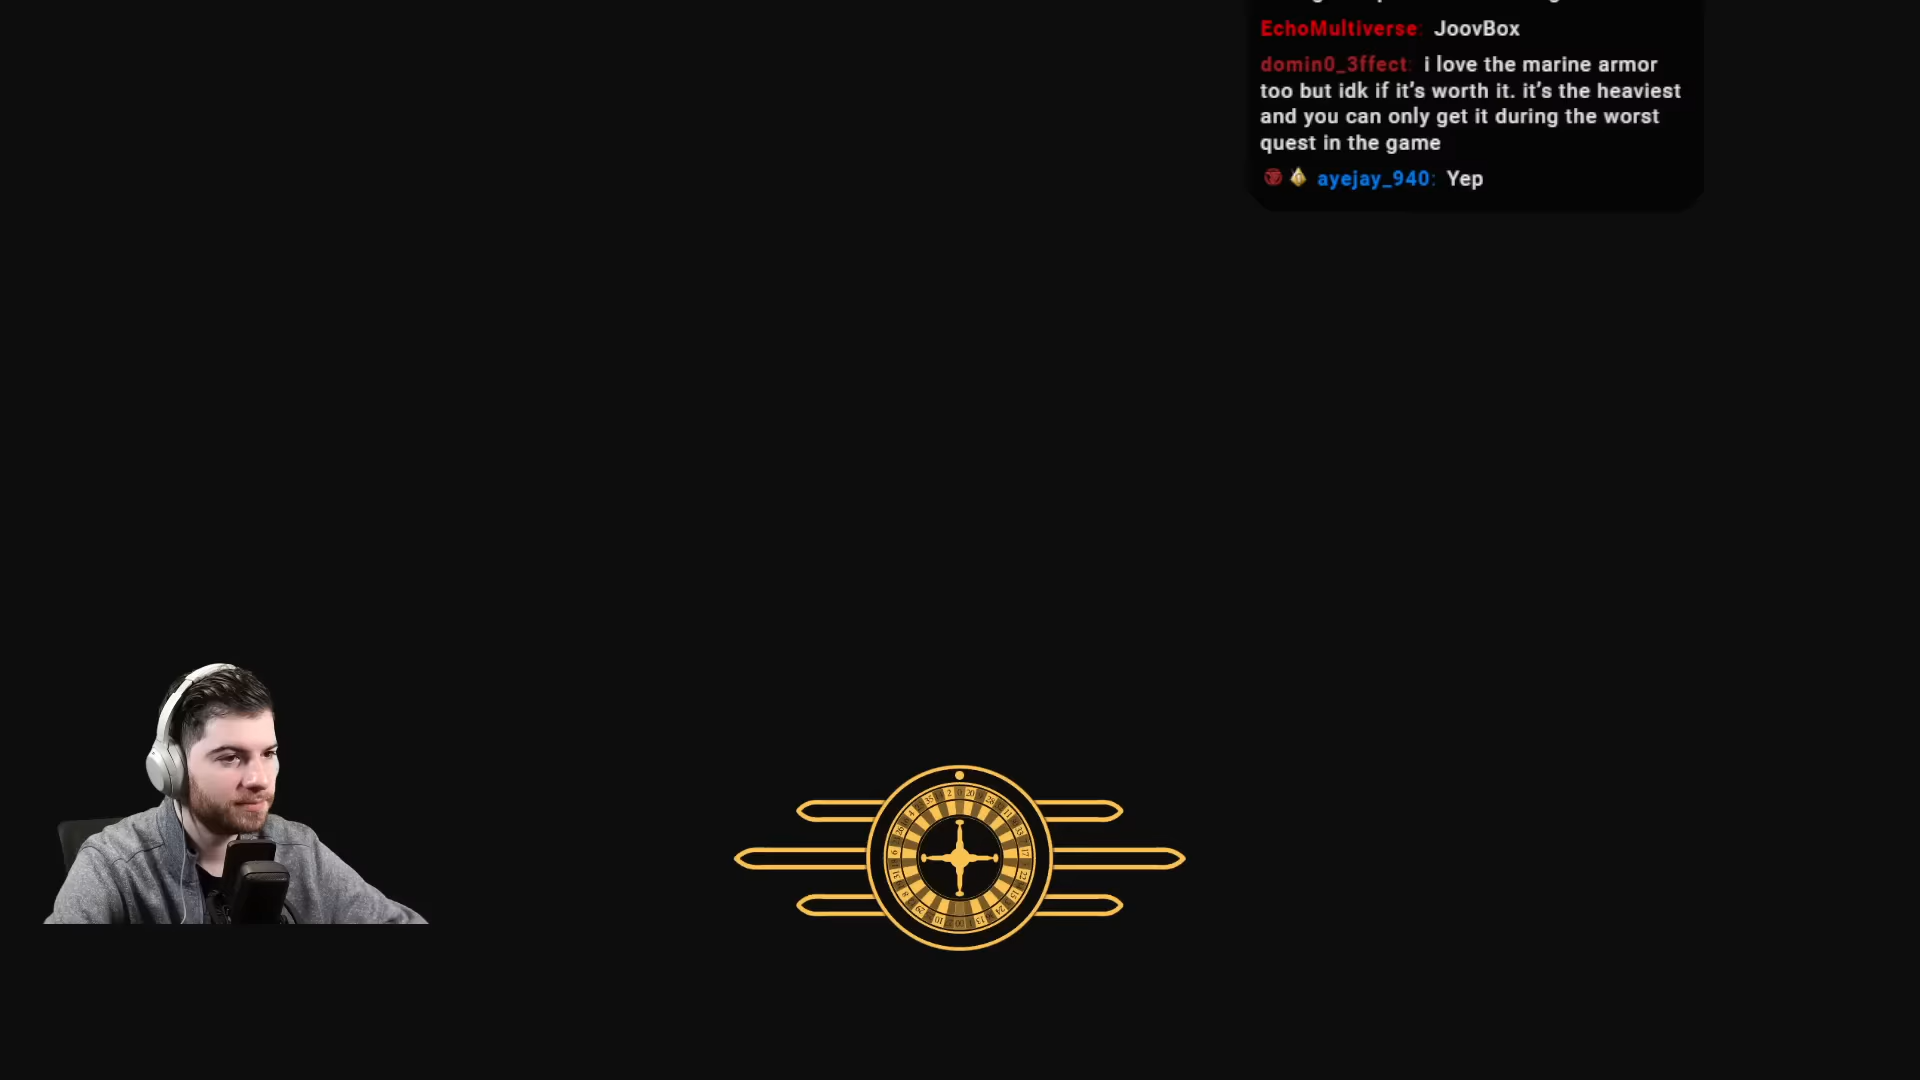 EchoMultiverse: JoovBox
domin0_3ffect: i love the marine armor
too but idk if it's worth it. it's the heaviest
and you can only get it during the worst
quest in the game
ayejay_940: Yep